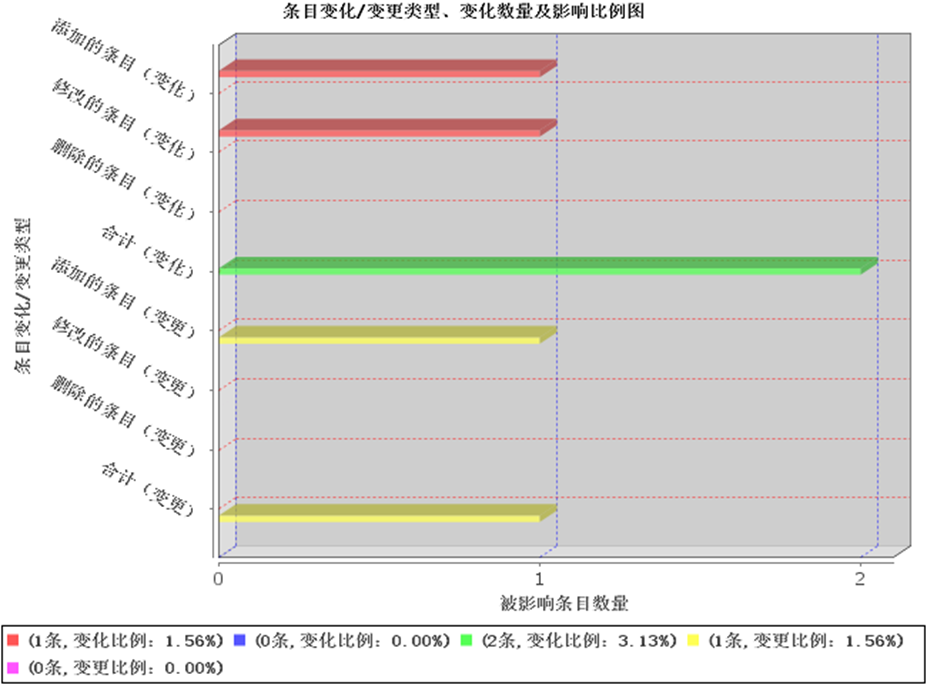 条目变化/变更类型、变化数量及影响比例图
添加的条目（变化）
修改的条目（变化）
删除的条目（变化）
合计（变化）
添加的条目（变更）
修改的条目（变更）
删除的条目（变更）
合计（变更）
条目变化/变更类型
0 1 2
被影响条目数量
(1条,变化比例：1.56%) (0条,变化比例：0.00%) (2条,变化比例：3.13%) (1条,变更比例：1.56%)
(0条,变更比例：0.00%)